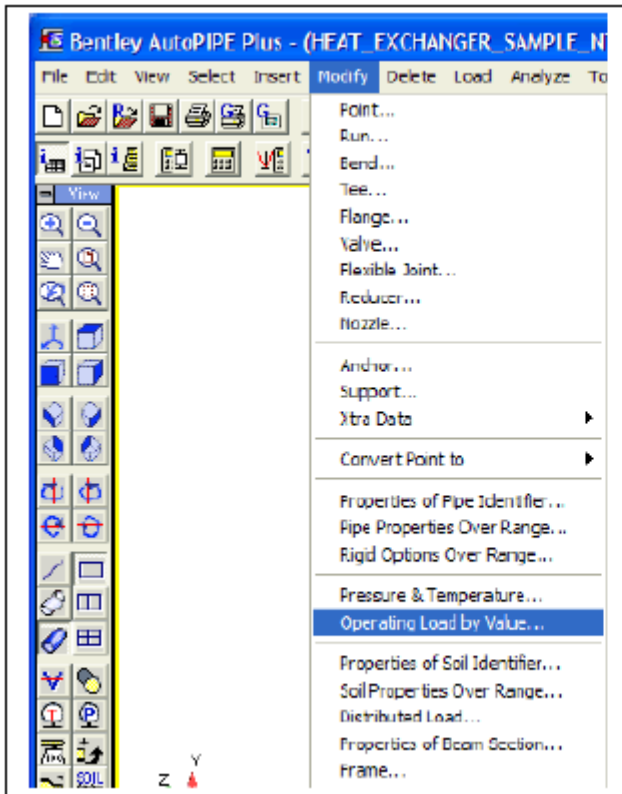 Bentley AutoPIPE Plus - (HEAT_EXCHANGER_SAMPLE_N
File Edit View Select Insert Modify Delete Load Analyze To
View
Point...
Run...
Bend...
Tee...
Flange...
Valve...
Flexible Joint...
Reducer...
Nozzle...
Anchor...
Support...
Xtra Data
Convert Point to
Properties of Pipe Identifier...
Pipe Properties Over Range...
Rigid Options Over Range...
Pressure & Temperature...
Operating Load by Value...
Properties of Soil Identifier...
Soil Properties Over Range...
Distributed Load...
Properties of Beam Section...
Frame...
T P
SOIL
Y
Z